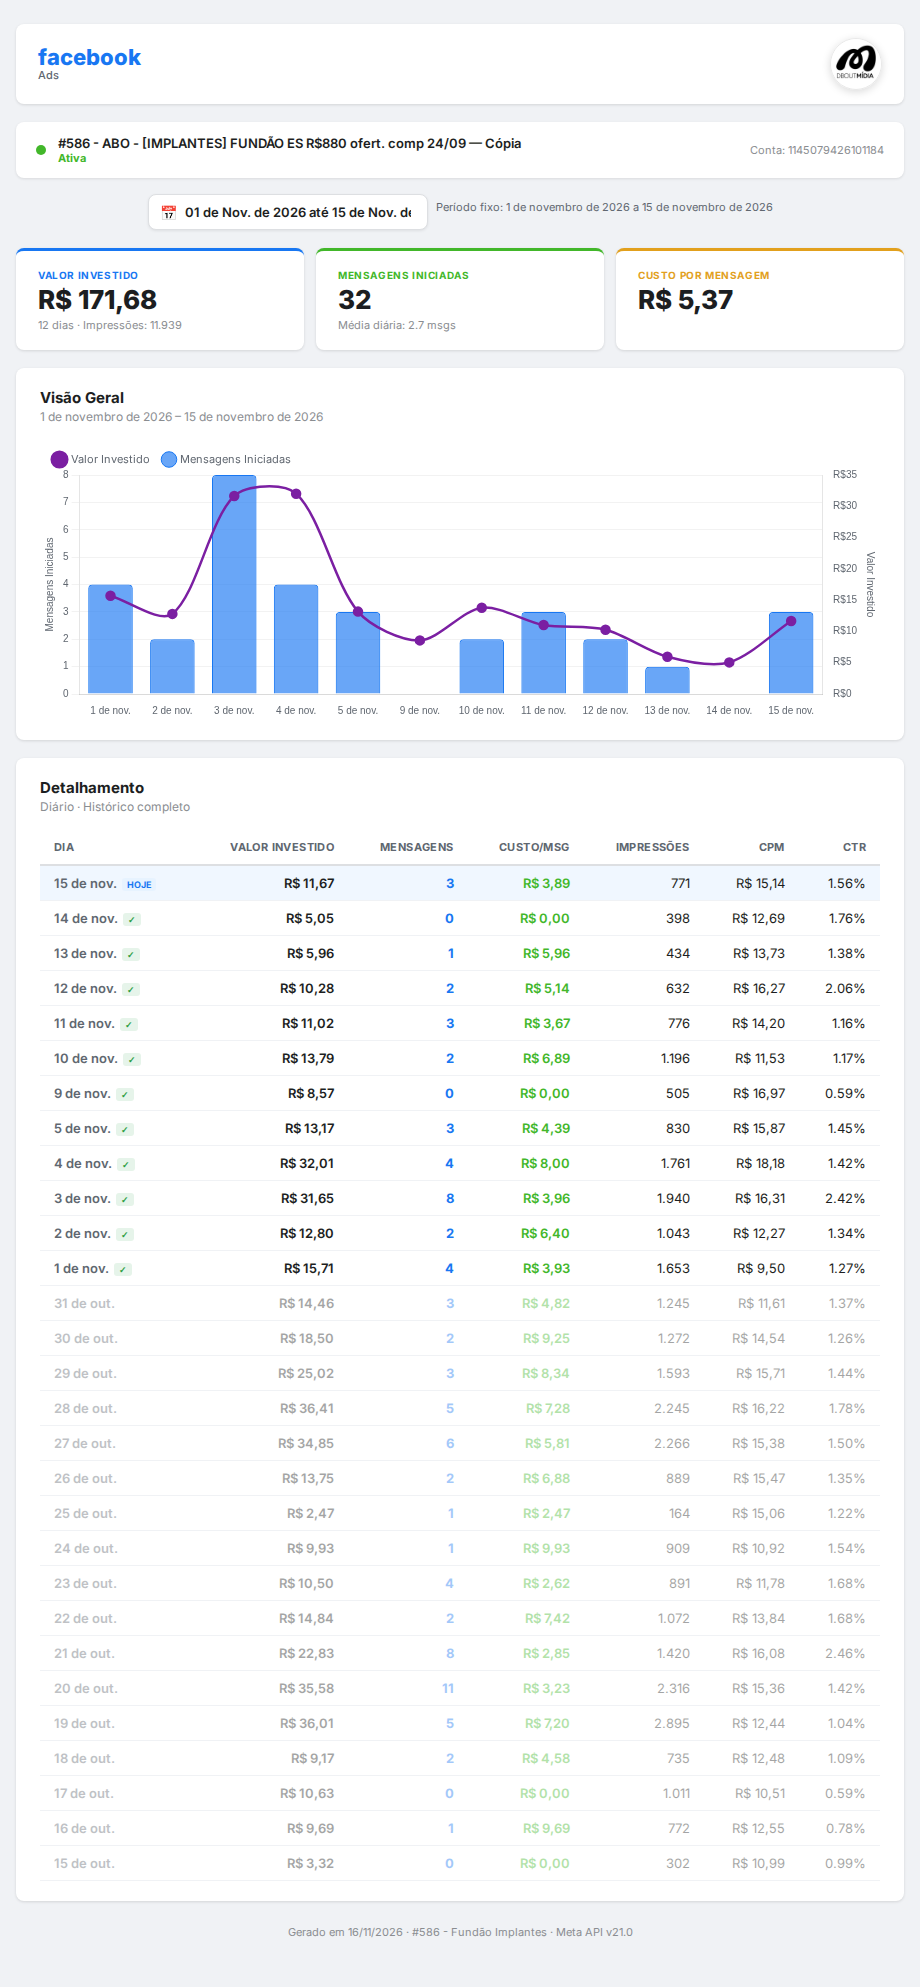 facebook
Ads
DBOUTMÍDIA
#586 - ABO - [IMPLANTES] FUNDÃO ES R$880 ofert. comp 24/09 — Cópia
Ativa
Conta: 1145079426101184
📅 01 de Nov. de 2026 até 15 de Nov. de
Período fixo: 1 de novembro de 2026 a 15 de novembro de 2026
VALOR INVESTIDO
R$ 171,68
12 dias · Impressões: 11.939
MENSAGENS INICIADAS
32
Média diária: 2.7 msgs
CUSTO POR MENSAGEM
R$ 5,37
Visão Geral
1 de novembro de 2026 – 15 de novembro de 2026
Valor Investido Mensagens Iniciadas
Mensagens Iniciadas
8
7
6
5
4
3
2
1
0
R$35
R$30
R$25
R$20
R$15
R$10
R$5
R$0
Valor Investido
1 de nov. 2 de nov. 3 de nov. 4 de nov. 5 de nov. 9 de nov. 10 de nov. 11 de nov. 12 de nov. 13 de nov. 14 de nov. 15 de nov.
Detalhamento
Diário · Histórico completo
DIA VALOR INVESTIDO MENSAGENS CUSTO/MSG IMPRESSÕES CPM CTR
15 de nov. HOJE R$ 11,67 3 R$ 3,89 771 R$ 15,14 1.56%
14 de nov. ✓ R$ 5,05 0 R$ 0,00 398 R$ 12,69 1.76%
13 de nov. ✓ R$ 5,96 1 R$ 5,96 434 R$ 13,73 1.38%
12 de nov. ✓ R$ 10,28 2 R$ 5,14 632 R$ 16,27 2.06%
11 de nov. ✓ R$ 11,02 3 R$ 3,67 776 R$ 14,20 1.16%
10 de nov. ✓ R$ 13,79 2 R$ 6,89 1.196 R$ 11,53 1.17%
9 de nov. ✓ R$ 8,57 0 R$ 0,00 505 R$ 16,97 0.59%
5 de nov. ✓ R$ 13,17 3 R$ 4,39 830 R$ 15,87 1.45%
4 de nov. ✓ R$ 32,01 4 R$ 8,00 1.761 R$ 18,18 1.42%
3 de nov. ✓ R$ 31,65 8 R$ 3,96 1.940 R$ 16,31 2.42%
2 de nov. ✓ R$ 12,80 2 R$ 6,40 1.043 R$ 12,27 1.34%
1 de nov. ✓ R$ 15,71 4 R$ 3,93 1.653 R$ 9,50 1.27%
31 de out. R$ 14,46 3 R$ 4,82 1.245 R$ 11,61 1.37%
30 de out. R$ 18,50 2 R$ 9,25 1.272 R$ 14,54 1.26%
29 de out. R$ 25,02 3 R$ 8,34 1.593 R$ 15,71 1.44%
28 de out. R$ 36,41 5 R$ 7,28 2.245 R$ 16,22 1.78%
27 de out. R$ 34,85 6 R$ 5,81 2.266 R$ 15,38 1.50%
26 de out. R$ 13,75 2 R$ 6,88 889 R$ 15,47 1.35%
25 de out. R$ 2,47 1 R$ 2,47 164 R$ 15,06 1.22%
24 de out. R$ 9,93 1 R$ 9,93 909 R$ 10,92 1.54%
23 de out. R$ 10,50 4 R$ 2,62 891 R$ 11,78 1.68%
22 de out. R$ 14,84 2 R$ 7,42 1.072 R$ 13,84 1.68%
21 de out. R$ 22,83 8 R$ 2,85 1.420 R$ 16,08 2.46%
20 de out. R$ 35,58 11 R$ 3,23 2.316 R$ 15,36 1.42%
19 de out. R$ 36,01 5 R$ 7,20 2.895 R$ 12,44 1.04%
18 de out. R$ 9,17 2 R$ 4,58 735 R$ 12,48 1.09%
17 de out. R$ 10,63 0 R$ 0,00 1.011 R$ 10,51 0.59%
16 de out. R$ 9,69 1 R$ 9,69 772 R$ 12,55 0.78%
15 de out. R$ 3,32 0 R$ 0,00 302 R$ 10,99 0.99%
Gerado em 16/11/2026 · #586 - Fundão Implantes · Meta API v21.0